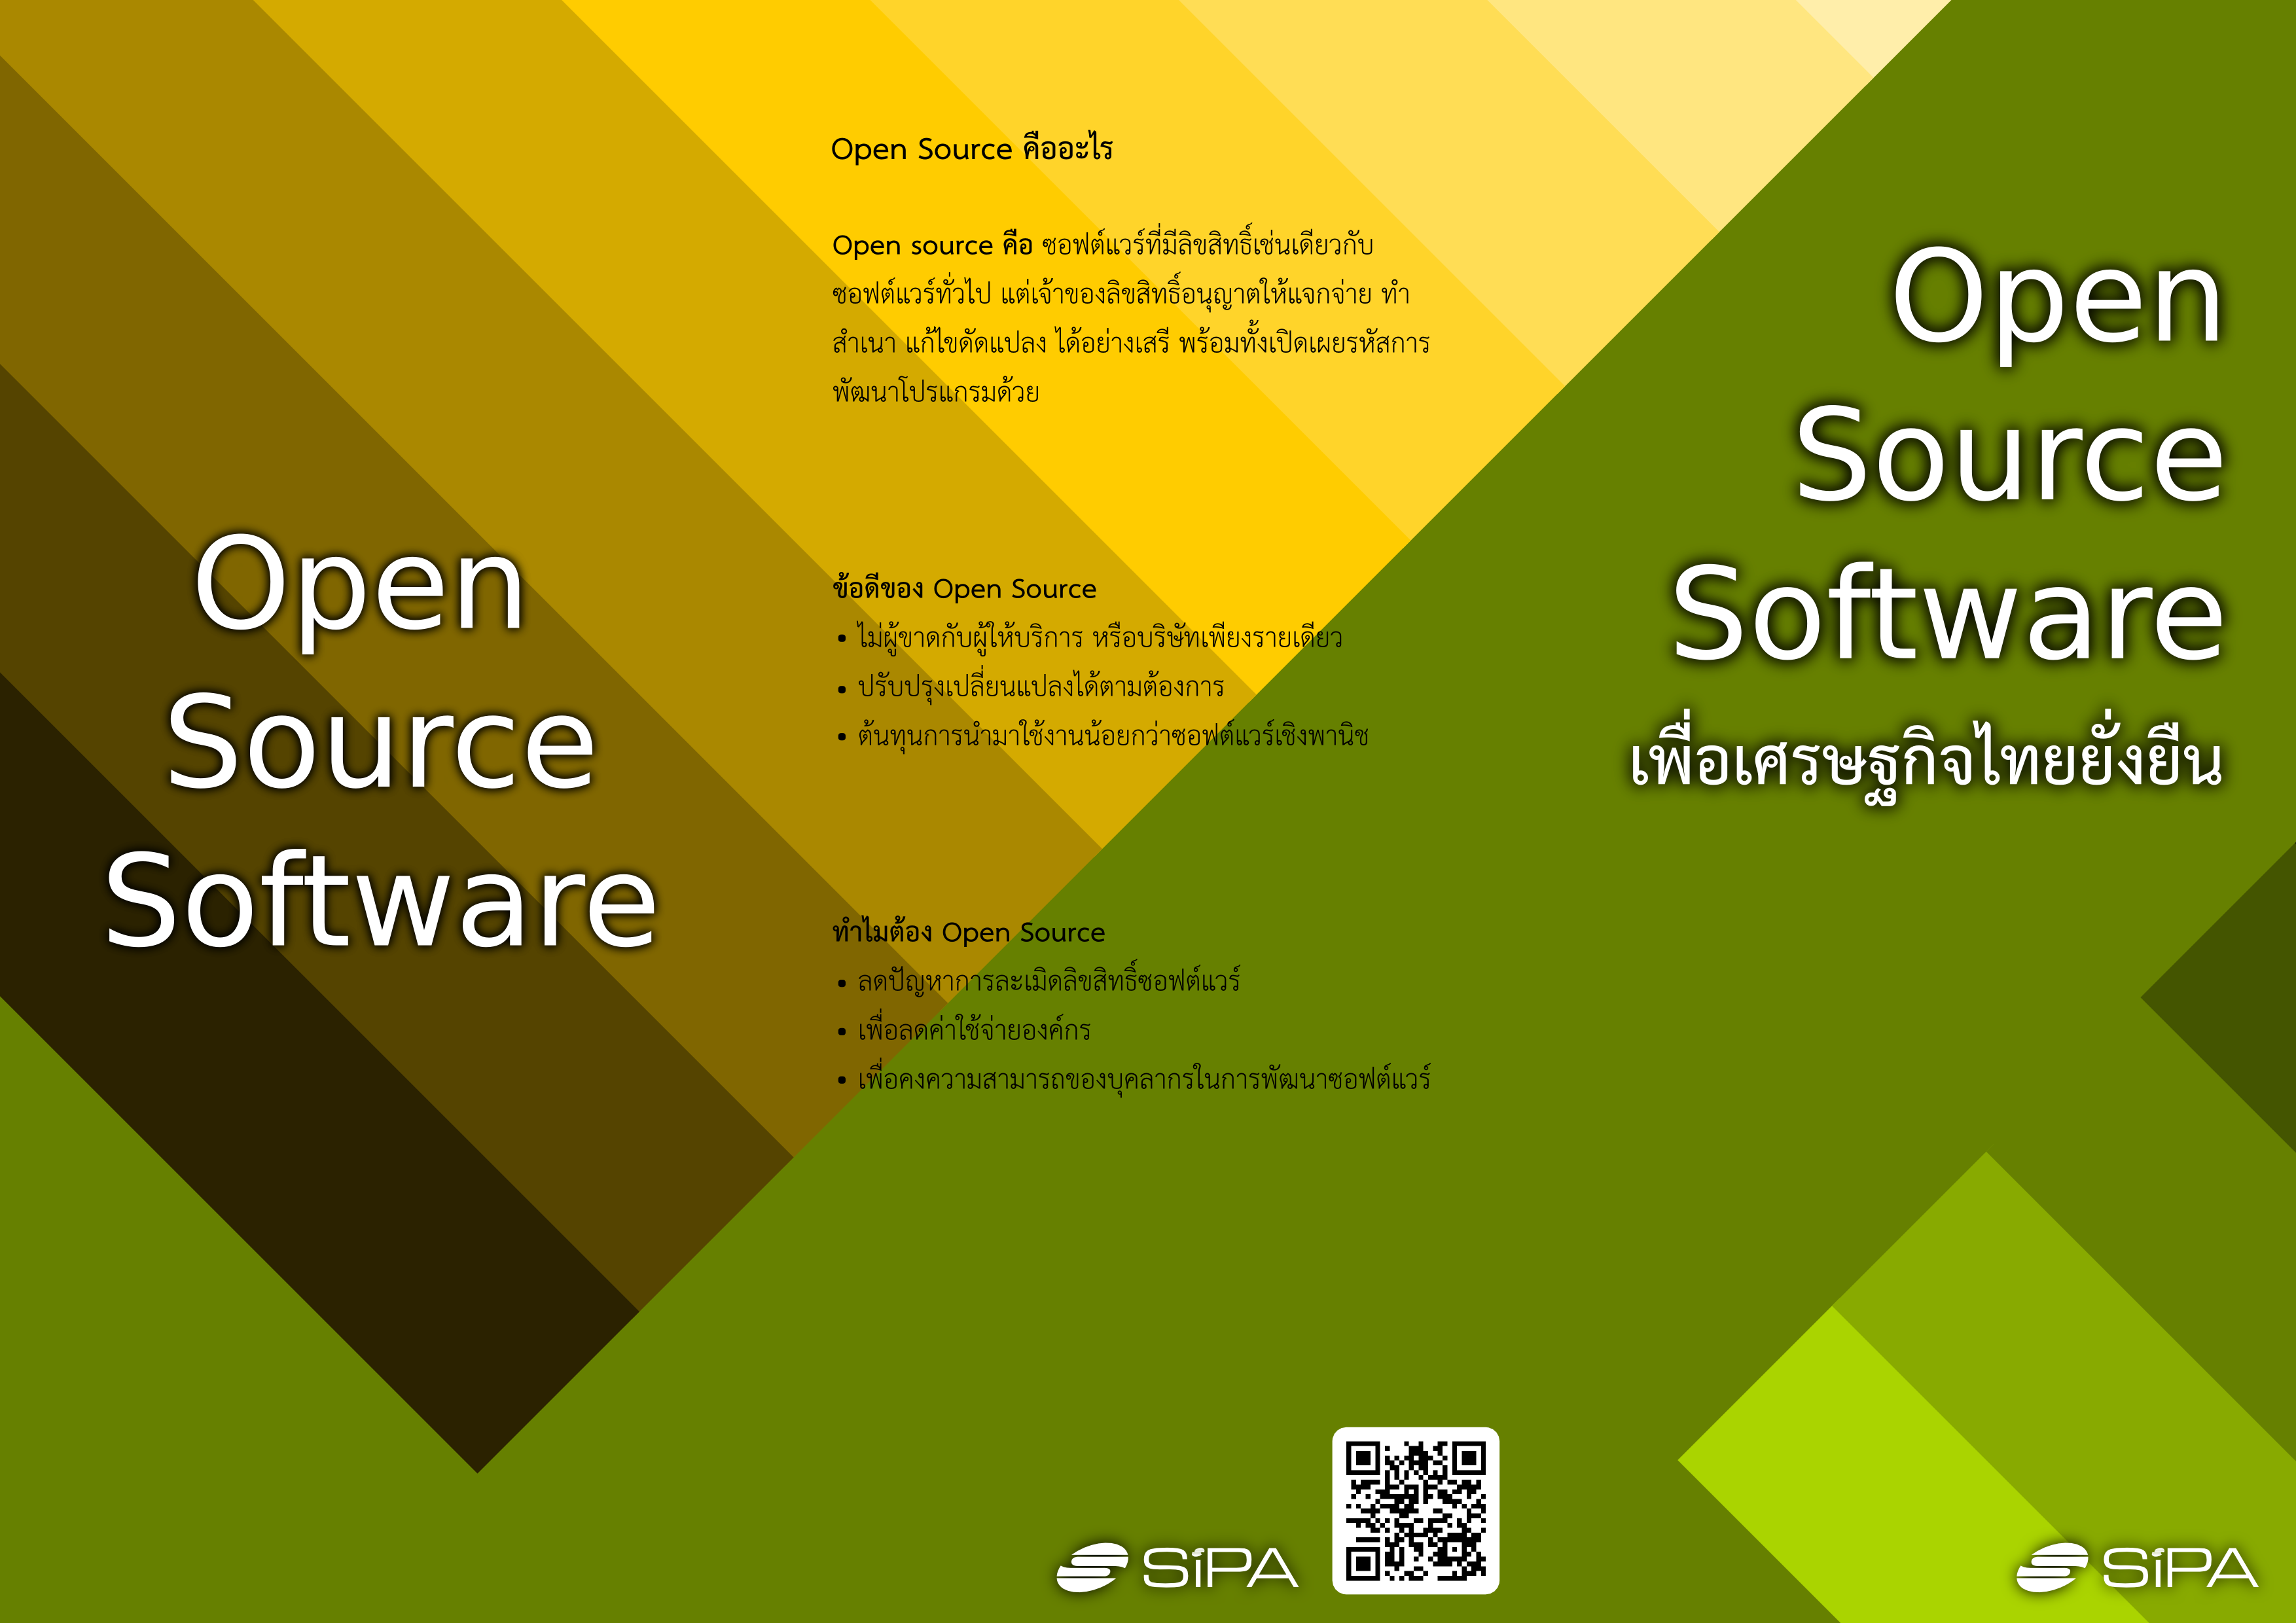 Open
Source
Software
Open Source คืออะไร
Open source คือ ซอฟต์แวร์ที่มีลิขสิทธิ์เช่นเดียวกับ
ซอฟต์แวร์ทั่วไป แต่เจ้าของลิขสิทธิ์อนุญาตให้แจกจ่าย ทำ
สำเนา แก้ไขดัดแปลง ได้อย่างเสรี พร้อมทั้งเปิดเผยรหัสการ
พัฒนาโปรแกรมด้วย
ข้อดีของ Open Source
• ไม่ผู้ขาดกับผู้ให้บริการ หรือบริษัทเพียงรายเดียว
• ปรับปรุงเปลี่ยนแปลงได้ตามต้องการ
• ต้นทุนการนำมาใช้งานน้อยกว่าซอฟต์แวร์เชิงพานิช
ทำไมต้อง Open Source
• ลดปัญหาการละเมิดลิขสิทธิ์ซอฟต์แวร์
• เพื่อลดค่าใช้จ่ายองค์กร
• เพื่อคงความสามารถของบุคลากรในการพัฒนาซอฟต์แวร์
SiPA
Open
Source
Software
เพื่อเศรษฐกิจไทยยั่งยืน
SiPA